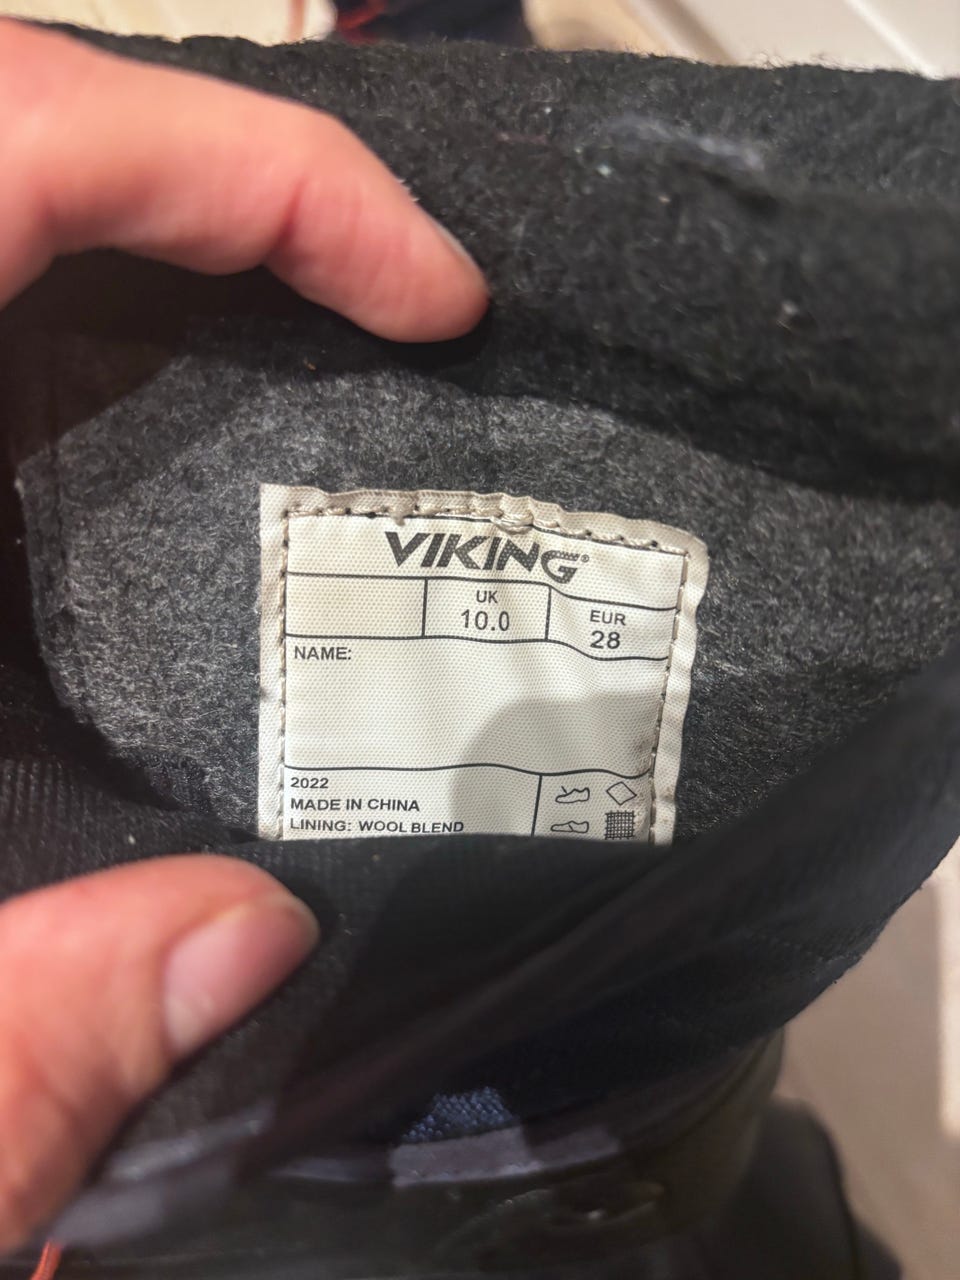 VIKING®
UK EUR
10.0 28
NAME:
2022
MADE IN CHINA
LINING: WOOL BLEND